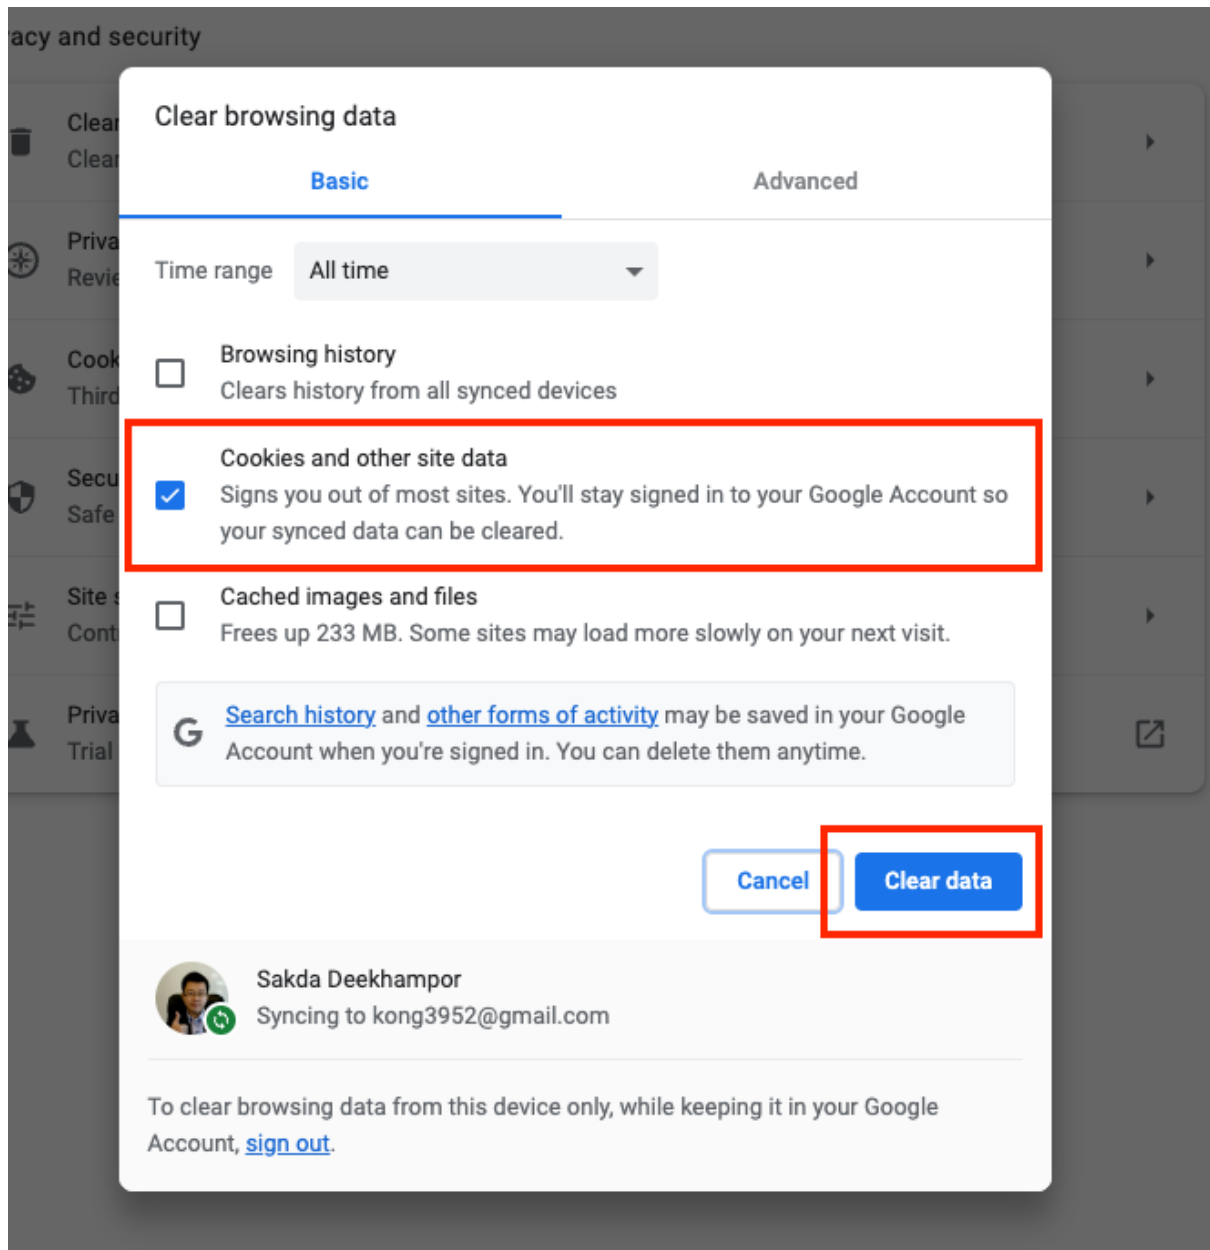 acy and security
Clear browsing data
Basic
Advanced
Time range
All time
Browsing history
Clears history from all synced devices
Cookies and other site data
Signs you out of most sites. You'll stay signed in to your Google Account so
your synced data can be cleared.
Cached images and files
Frees up 233 MB. Some sites may load more slowly on your next visit.
Search history and other forms of activity may be saved in your Google
Account when you're signed in. You can delete them anytime.
Cancel
Clear data
Sakda Deekhampor
Syncing to kong3952@gmail.com
To clear browsing data from this device only, while keeping it in your Google
Account, sign out.
Clear
Clear
Priva
Revie
Cook
Third
Secu
Safe
Site s
Cont
Priva
Trial